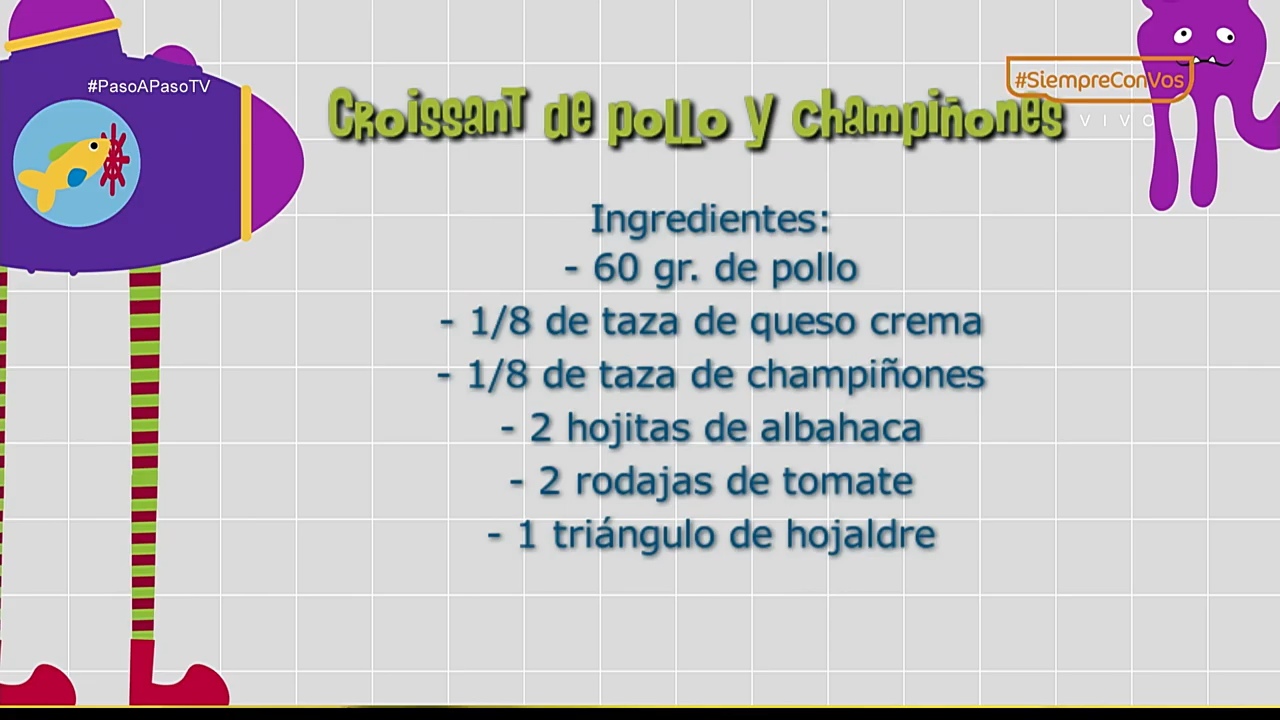 #PasoAPasoTV
#SiempreConVos
VIVO
Croissant de pollo y champiñones
Ingredientes:
- 60 gr. de pollo
- 1/8 de taza de queso crema
- 1/8 de taza de champiñones
- 2 hojitas de albahaca
- 2 rodajas de tomate
- 1 triángulo de hojaldre